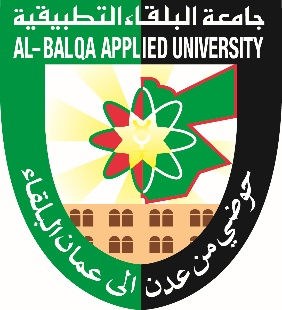 جامعة البلقاء التطبيقية
AL-BALQA APPLIED UNIVERSITY
حوضي من عدن الى عمان البلقاء